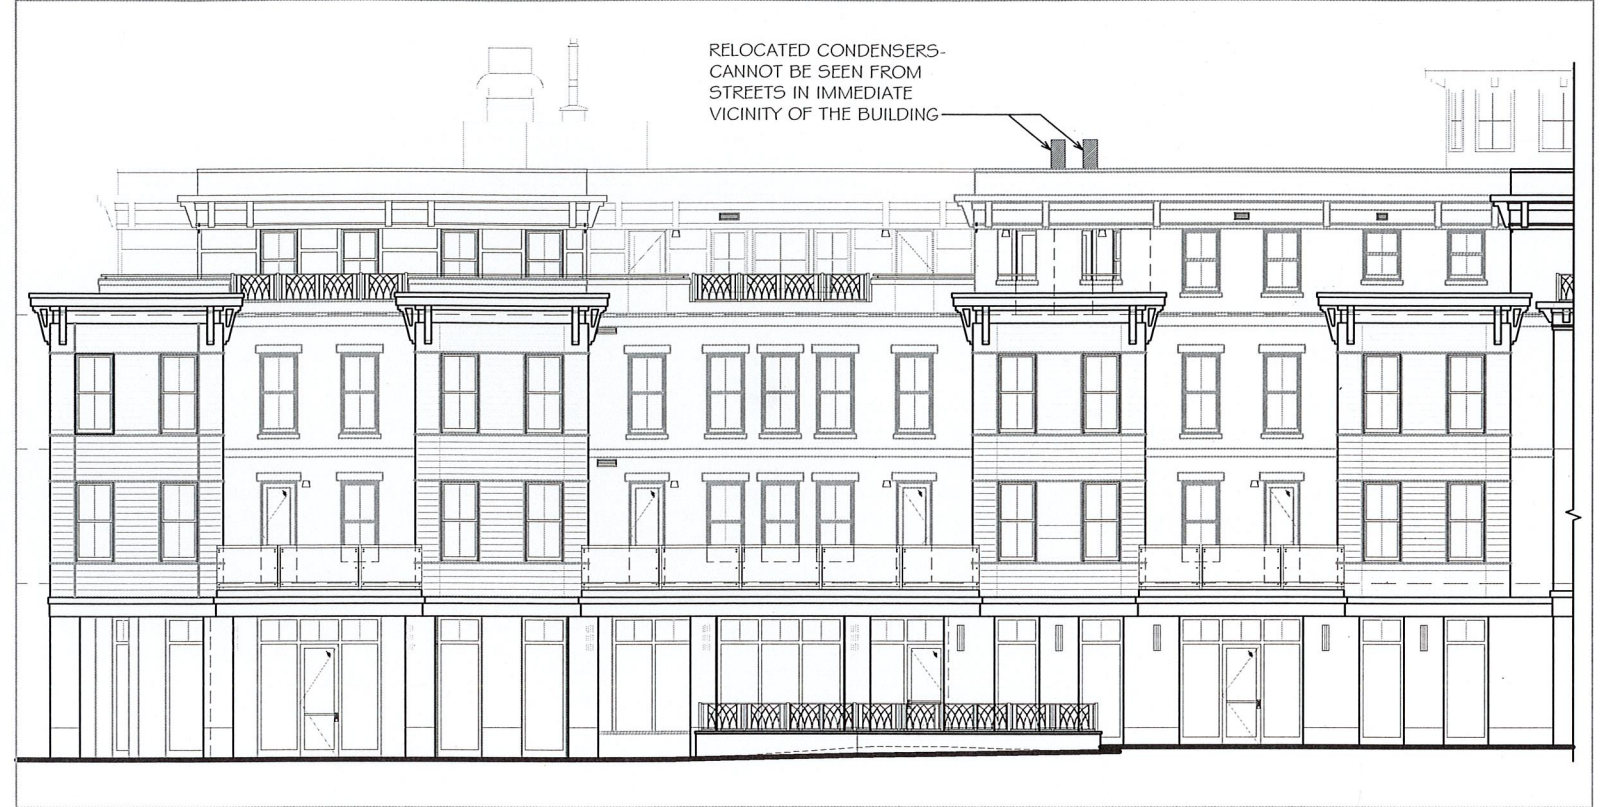 RELOCATED CONDENSERS-
CANNOT BE SEEN FROM
STREETS IN IMMEDIATE
VICINITY OF THE BUILDING